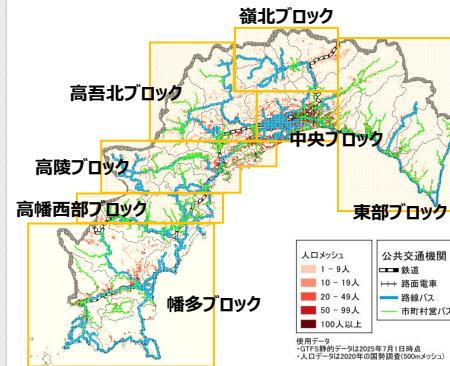 嶺北ブロック
高吾北ブロック
中央ブロック
高陵ブロック
高幡西部ブロック
東部ブロック
幡多ブロック
人口メッシュ
1 - 9人
10 - 19人
20 - 49人
50 - 99人
100人以上
公共交通機関
鉄道
路面電車
路線バス
市町村営バス
使用データ
・GTFS静的データは2025年7月1日時点
・人口データは2020年の国勢調査(500mメッシュ)